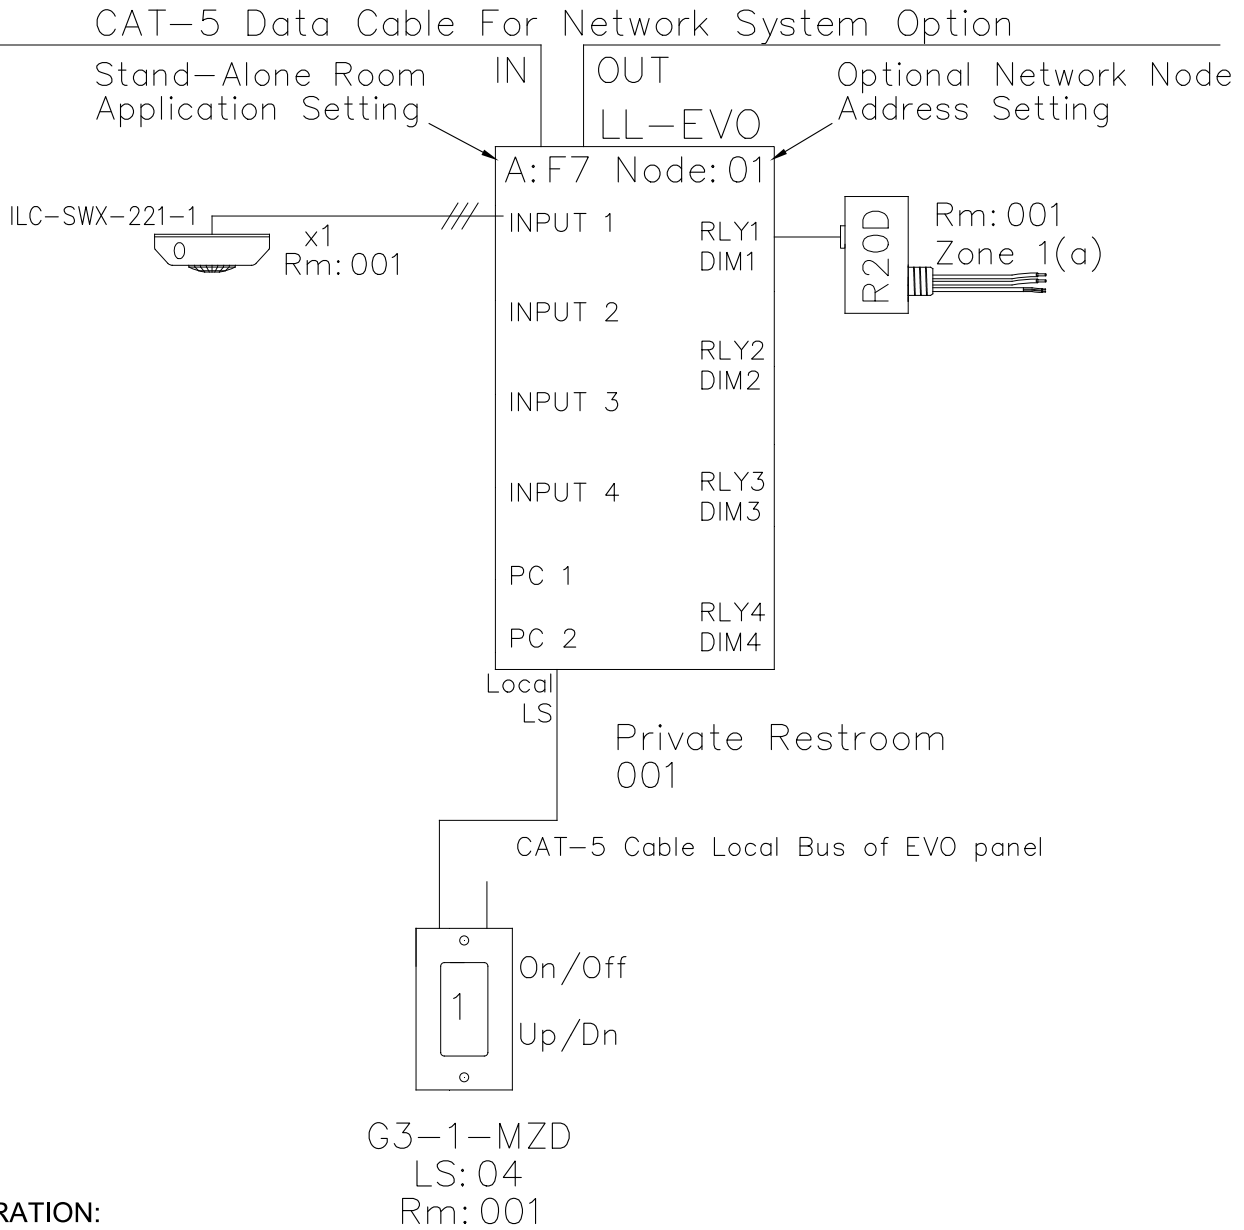 CAT-5 Data Cable For Network System Option
Stand-Alone Room
Application Setting
IN
OUT
Optional Network Node
Address Setting
LL-EVO
A: F7 Node: 01
ILC-SWX-221-1
0
x1
Rm: 001
INPUT 1
INPUT 2
INPUT 3
INPUT 4
PC 1
PC 2
RLY1
DIM1
RLY2
DIM2
RLY3
DIM3
RLY4
DIM4
R20D
Rm: 001
Zone 1(a)
Local
LS
Private Restroom
001
CAT-5 Cable Local Bus of EVO panel
1
On/Off
Up/Dn
G3-1-MZD
LS: 04
Rm: 001
RATION: